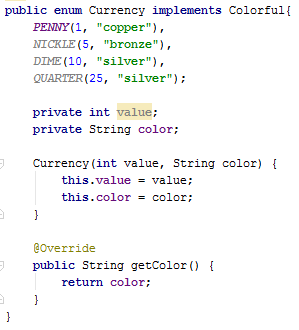 public enum Currency implements Colorful{
    PENNY(1, "copper"),
    NICKLE(5, "bronze"),
    DIME(10, "silver"),
    QUARTER(25, "silver");

    private int value;
    private String color;

    Currency(int value, String color) {
        this.value = value;
        this.color = color;
    }

    @Override
    public String getColor() {
        return color;
    }
}